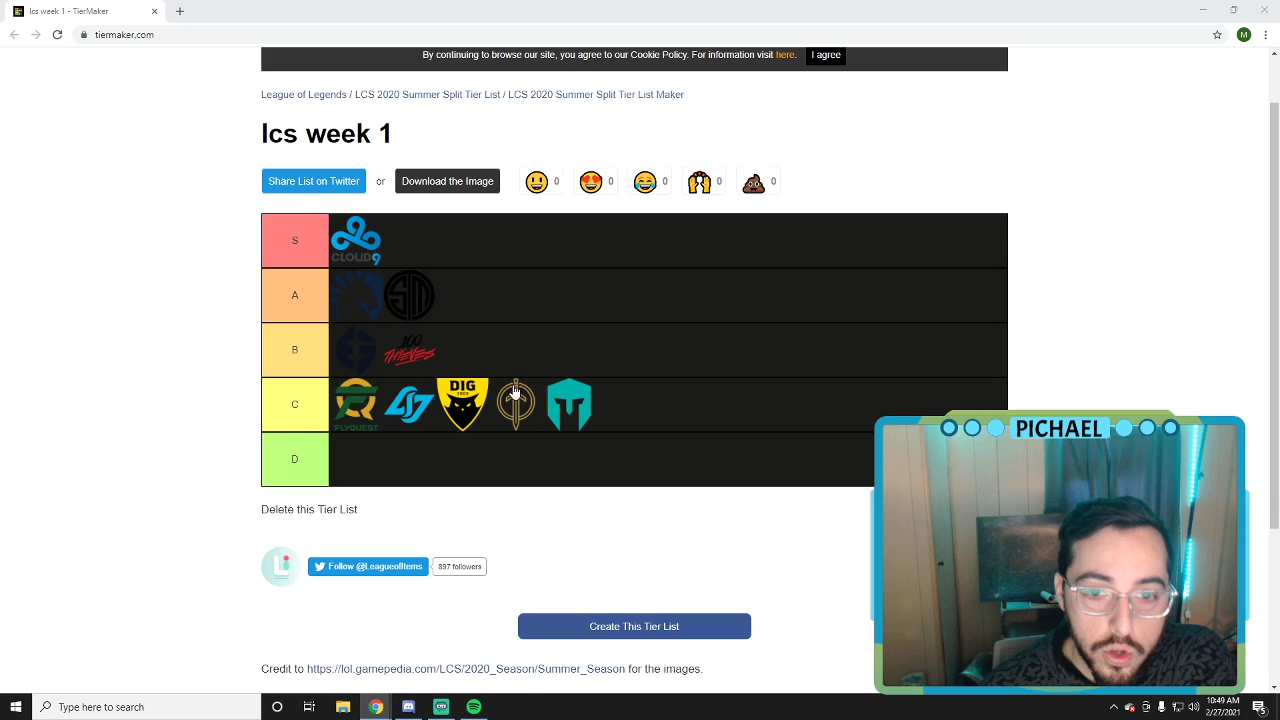 lcs week 1 - TierMaker
tiermaker.com
M
By continuing to browse our site, you agree to our Cookie Policy. For information visit here. I agree
League of Legends / LCS 2020 Summer Split Tier List / LCS 2020 Summer Split Tier List Maker
lcs week 1
Share List on Twitter or Download the Image 0 0 0 0 0
S CLOUD9
A SM
B 100 THIEVES
C FLYQUEST DIG
D
Delete this Tier List
Follow @LeagueofItems 897 followers
Create This Tier List
Credit to https://lol.gamepedia.com/LCS/2020_Season/Summer_Season for the images.
PICHAEL
Type here to search
10:49 AM
2/27/2021